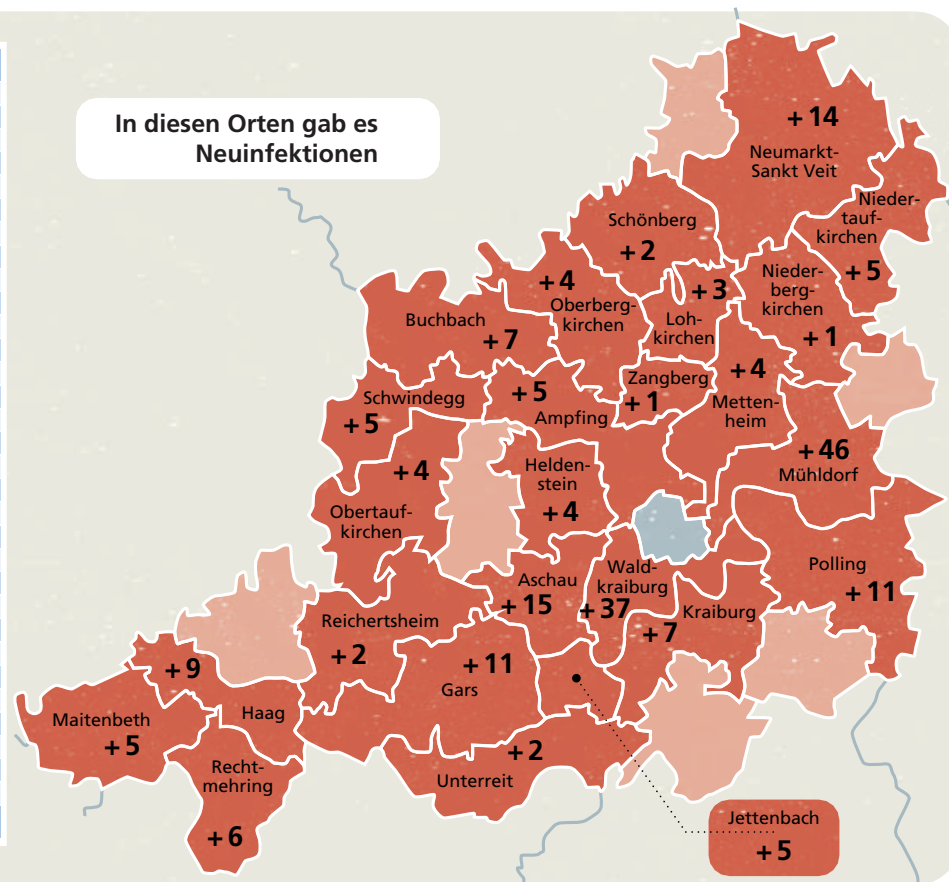 In diesen Orten gab es
Neuinfektionen
+14
Neumarkt-
Sankt Veit
Nieder-
tauf-
kirchen
+5
Schönberg
+2
+4
Oberberg-
kirchen
+3
Loh-
kirchen
Nieder-
berg-
kirchen
+1
Buchbach
+7
Schwindegg
+5
+5
Ampfing
Zangberg
+1
+4
Metten-
heim
+46
Mühldorf
+4
Obertauf-
kirchen
Helden-
stein
+4
Aschau
+15
Wald-
kraiburg
+37
Kraiburg
+7
Polling
+11
Reichertsheim
+2
+11
Gars
+9
Haag
Maitenbeth
+5
Recht-
mehring
+6
+2
Unterreit
Jettenbach
+5